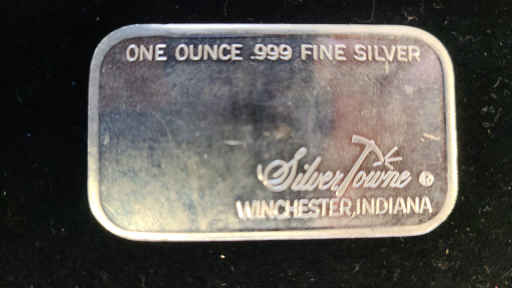 ONE OUNCE .999 FINE SILVER
SilverTowne
WINCHESTER, INDIANA